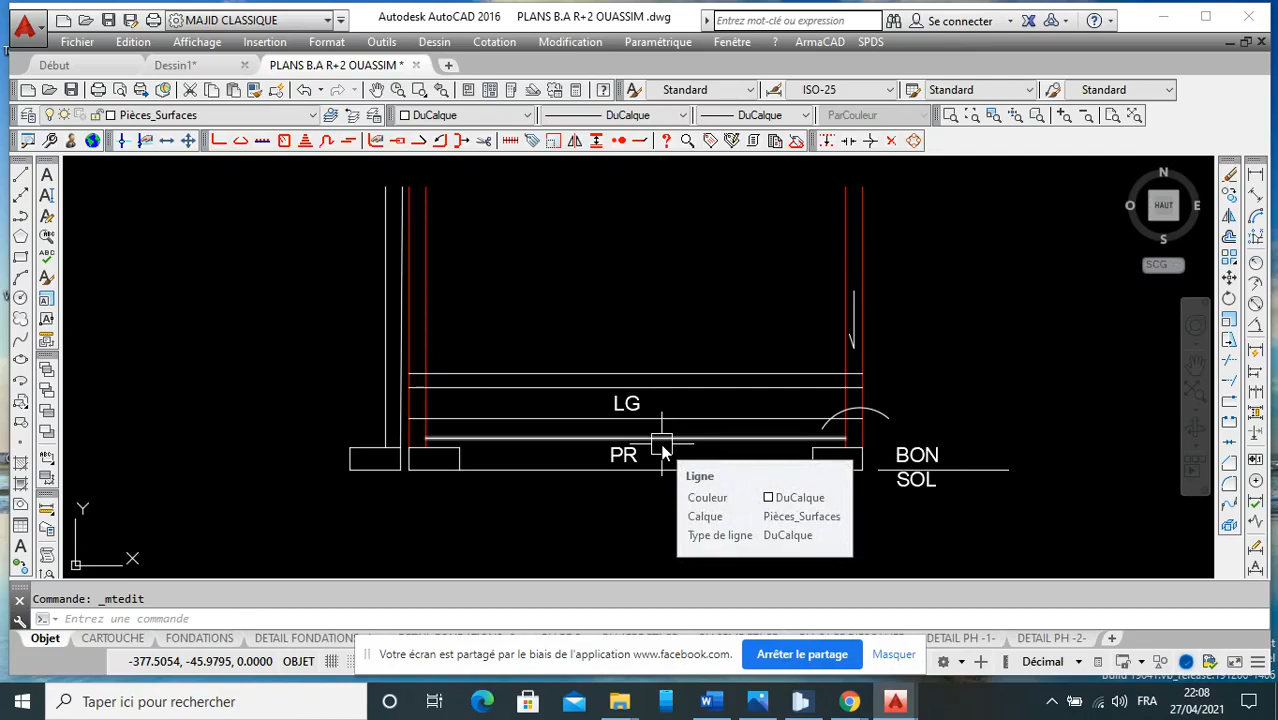 MAJID CLASSIQUE
Autodesk AutoCAD 2016 PLANS B.A R+2 OUASSIM .dwg
Entrez mot-clé ou expression
Se connecter
Fichier Edition Affichage Insertion Format Outils Dessin Cotation Modification Paramétrique Fenêtre ? ArmaCAD SPDS
Début Dessin1* PLANS B.A R+2 OUASSIM *
Standard ISO-25 Standard Standard
Pièces_Surfaces DuCalque DuCalque DuCalque ParCouleur
N
O HAUT E
S
SCG
LG
PR
BON
SOL
Ligne
Couleur DuCalque
Calque Pièces_Surfaces
Type de ligne DuCalque
Y
X
Commande: _mtedit
Entrez une commande
Objet CARTOUCHE FONDATIONS DETAIL FONDATIONS DETAIL PH -1- DETAIL PH -2-
-377.5054, -45.9795, 0.0000 OBJET
Votre écran est partagé par le biais de l'application www.facebook.com. Arrêter le partage Masquer
Décimal
Taper ici pour rechercher
FRA
22:08
27/04/2021